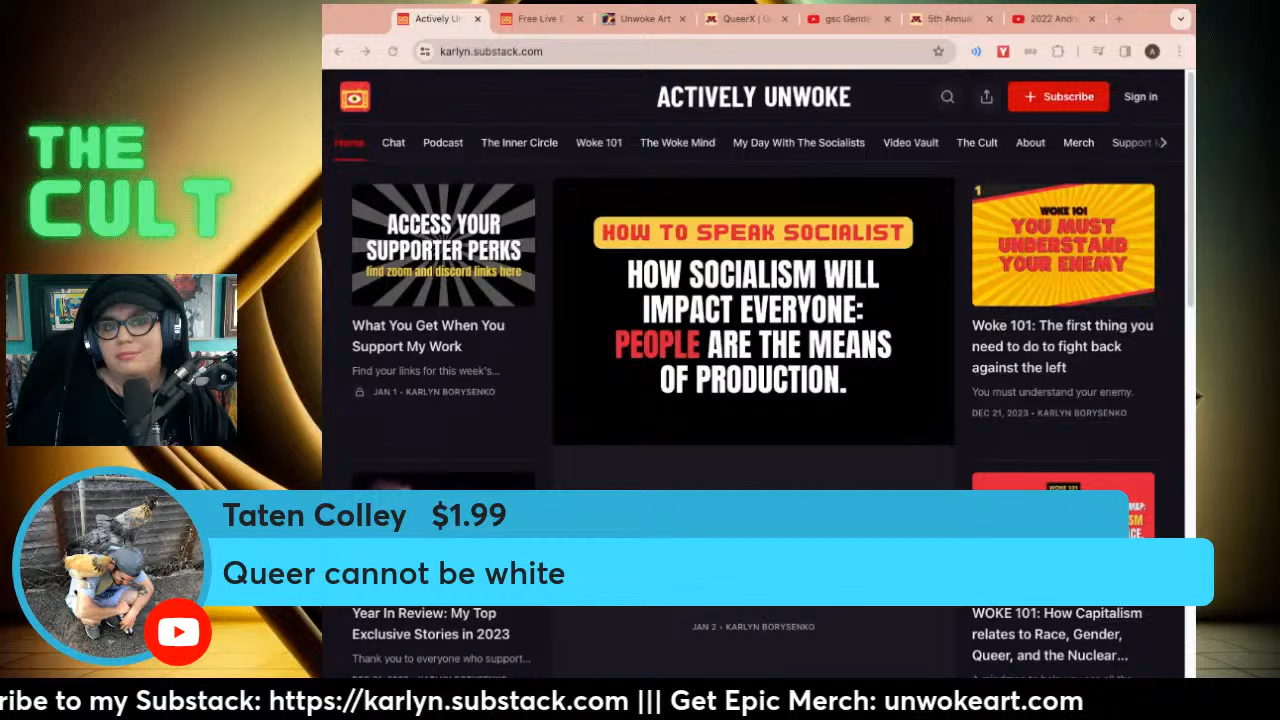 Actively Ur
Free Live E
Unwoke Art
QueerX | G
gsc Gende
5th Annual
2022 Andr
karlyn.substack.com
ACTIVELY UNWOKE
Subscribe
Sign in
Home
Chat
Podcast
The Inner Circle
Woke 101
The Woke Mind
My Day With The Socialists
Video Vault
The Cult
About
Merch
Support
THE
CULT
ACCESS YOUR
SUPPORTER PERKS
find zoom and discord links here
What You Get When You
Support My Work
Find your links for this week's...
JAN 1 • KARLYN BORYSENKO
HOW TO SPEAK SOCIALIST
HOW SOCIALISM WILL
IMPACT EVERYONE:
PEOPLE ARE THE MEANS
OF PRODUCTION.
1
WOKE 101
YOU MUST
UNDERSTAND
YOUR ENEMY
Woke 101: The first thing you
need to do to fight back
against the left
You must understand your enemy.
DEC 21, 2023 • KARLYN BORYSENKO
WOKE 101
Taten Colley $1.99
Queer cannot be white
Year In Review: My Top
Exclusive Stories in 2023
Thank you to everyone who support...
JAN 2 • KARLYN BORYSENKO
WOKE 101: How Capitalism
relates to Race, Gender,
Queer, and the Nuclear...
ribe to my Substack: https://karlyn.substack.com ||| Get Epic Merch: unwokeart.com